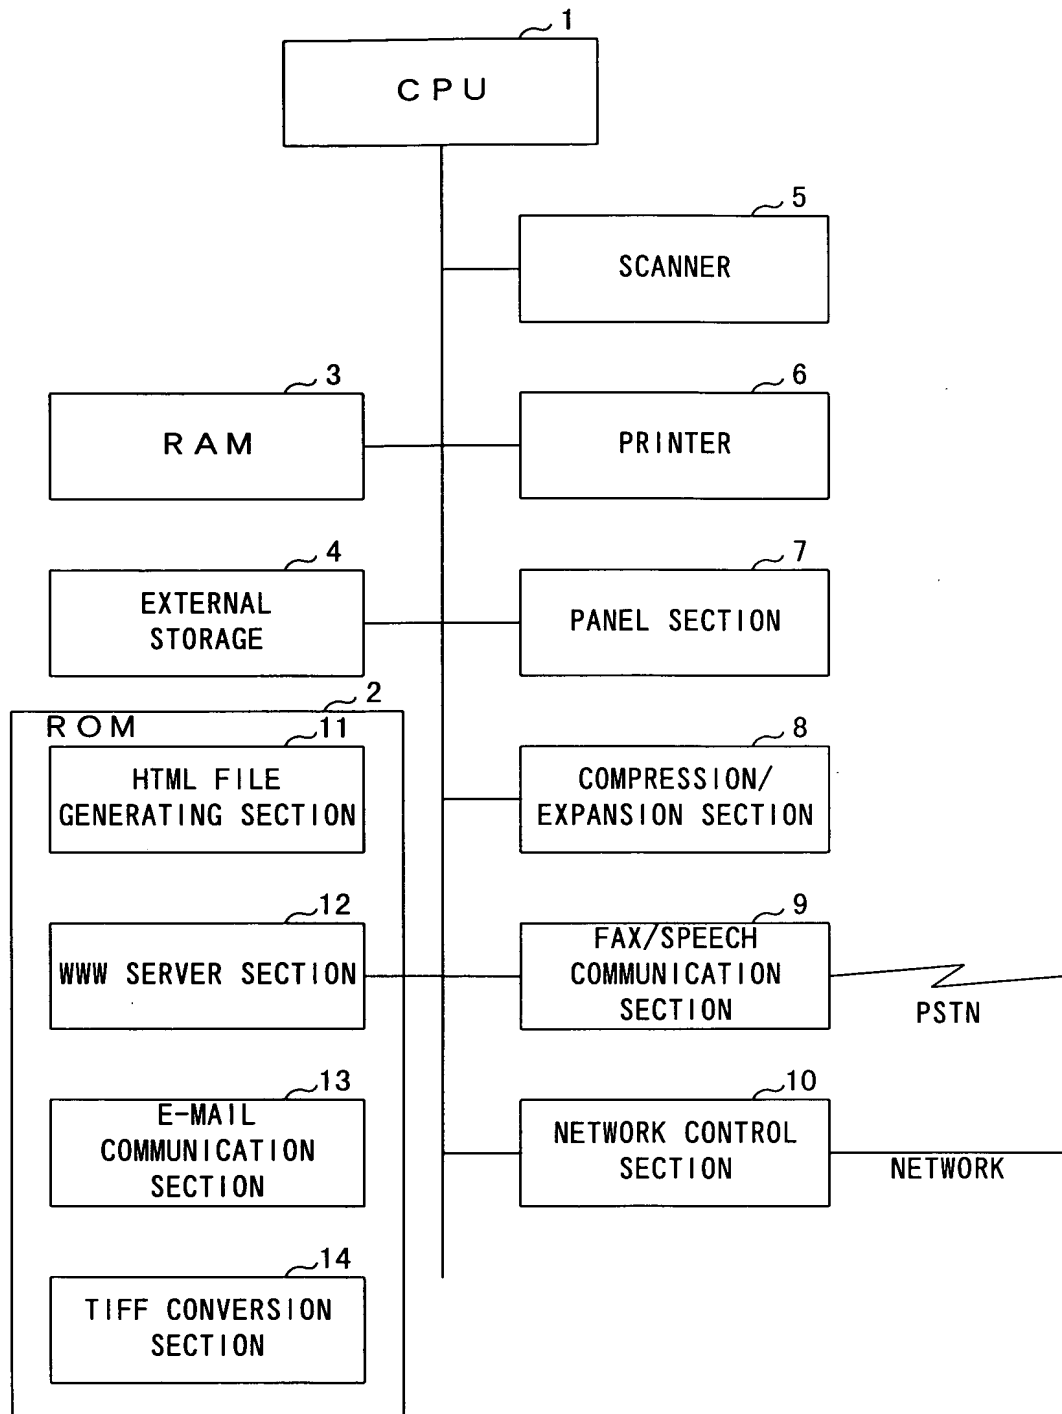 1
CPU
5
SCANNER
3
RAM
6
PRINTER
4
EXTERNAL
STORAGE
7
PANEL SECTION
2
ROM
11
HTML FILE
GENERATING SECTION
8
COMPRESSION/
EXPANSION SECTION
12
WWW SERVER SECTION
9
FAX/SPEECH
COMMUNICATION
SECTION
PSTN
13
E-MAIL
COMMUNICATION
SECTION
10
NETWORK CONTROL
SECTION
NETWORK
14
TIFF CONVERSION
SECTION